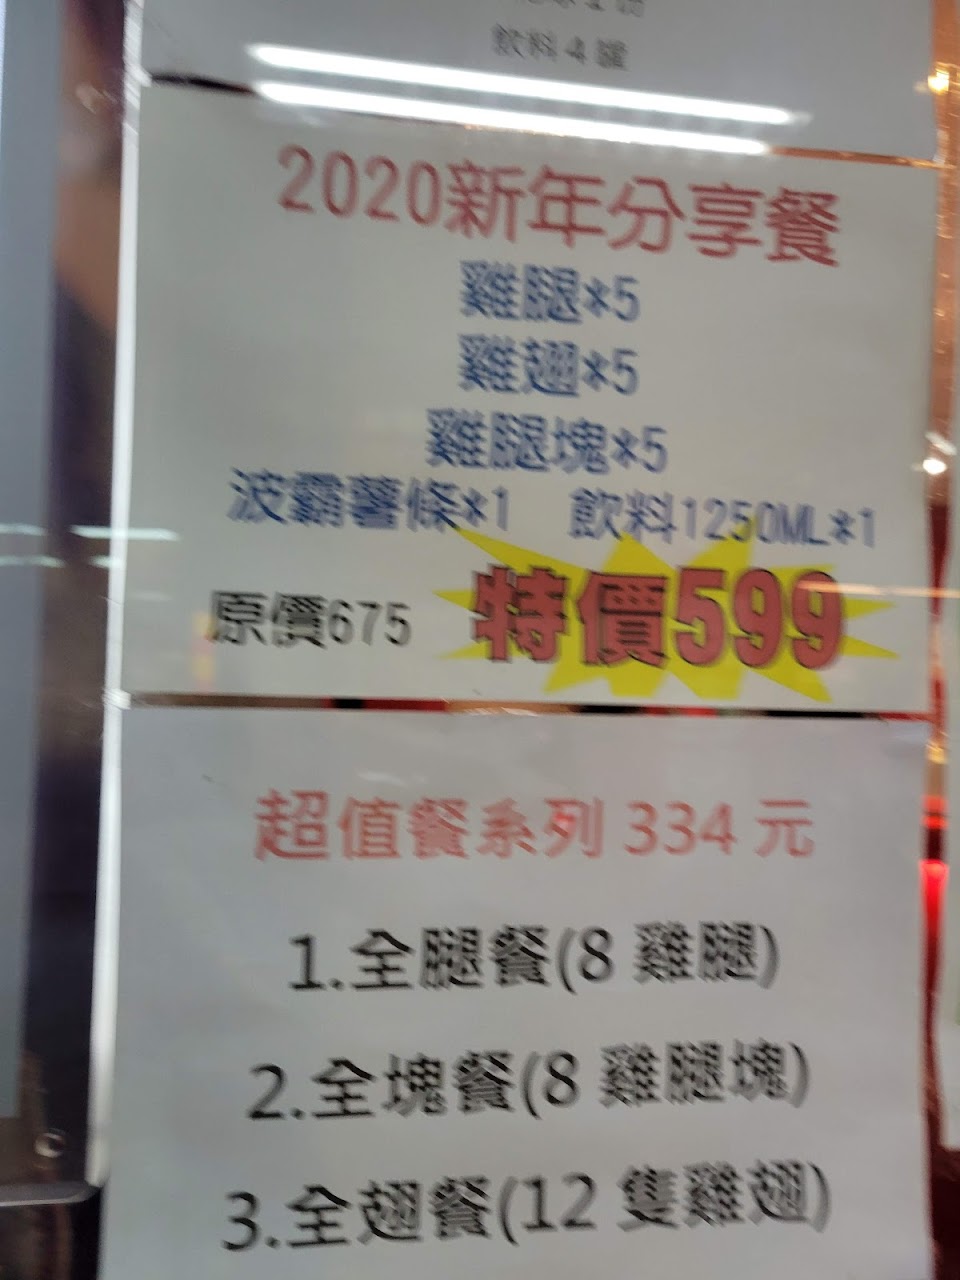 飲料4罐
2020新年分享餐
雞腿*5
雞翅*5
雞腿塊*5
波霸薯條*1 飲料1250ML*1
原價675 特價599
超值餐系列 334 元
1.全腿餐(8 雞腿)
2.全塊餐(8 雞腿塊)
3.全翅餐(12 隻雞翅)